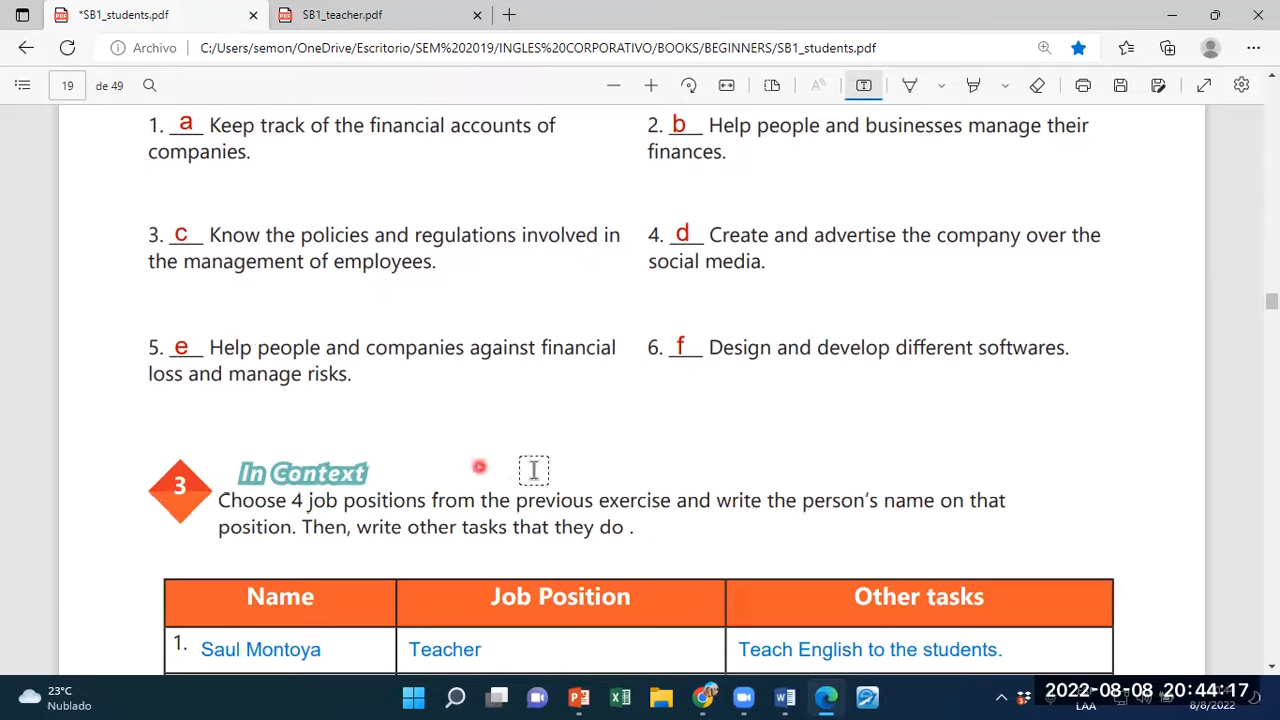 *SB1_students.pdf
SB1_teacher.pdf
Archivo
C:/Users/semon/OneDrive/Escritorio/SEM%202019/INGLES%20CORPORATIVO/BOOKS/BEGINNERS/SB1_students.pdf
19 de 49
1. a Keep track of the financial accounts of
companies.
2. b Help people and businesses manage their
finances.
3. c Know the policies and regulations involved in
the management of employees.
4. d Create and advertise the company over the
social media.
5. e Help people and companies against financial
loss and manage risks.
6. f Design and develop different softwares.
3
In Context
Choose 4 job positions from the previous exercise and write the person's name on that
position. Then, write other tasks that they do .
Name Job Position Other tasks
1. Saul Montoya Teacher Teach English to the students.
23°C
Nublado
LAA
2022-08-08 20:44:17
8/8/2022